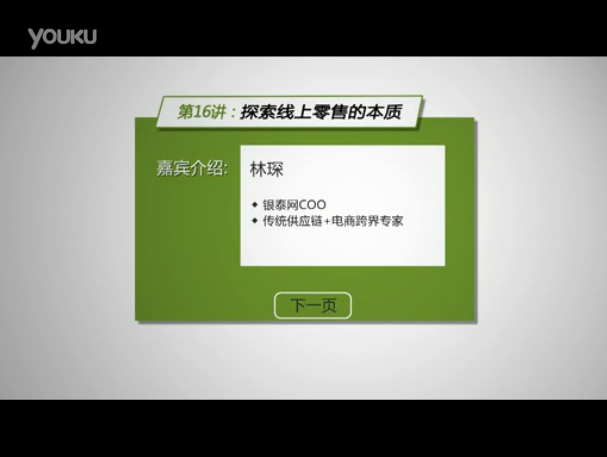 YOUKU
第16讲：探索线上零售的本质
嘉宾介绍:
林琛
◆ 银泰网COO
◆ 传统供应链+电商跨界专家
下一页